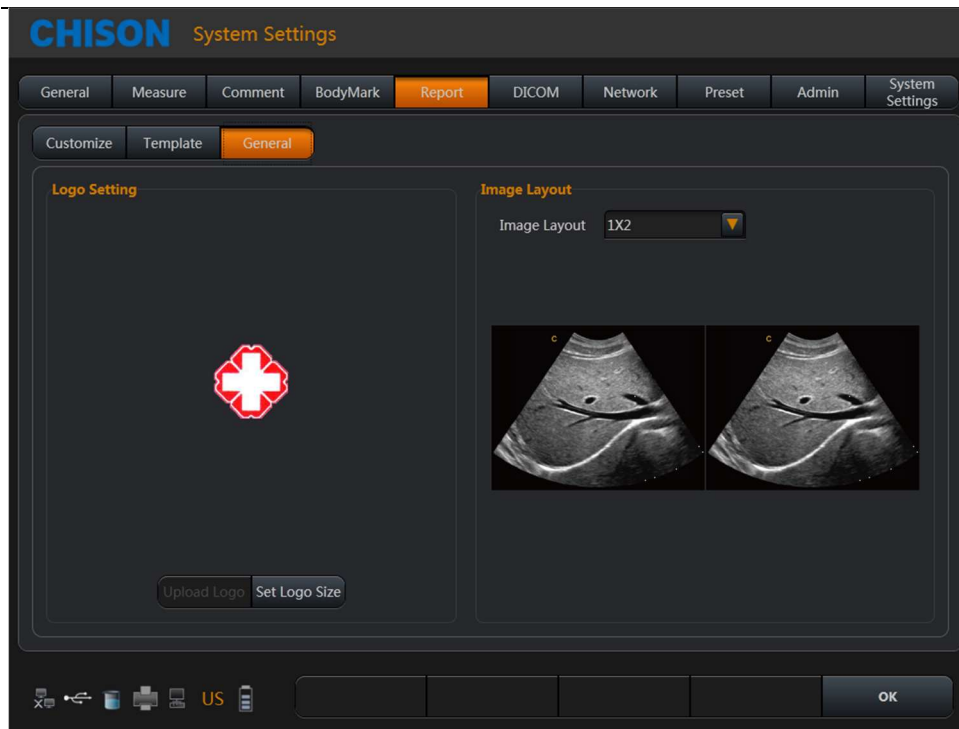 CHISON System Settings
General Measure Comment BodyMark Report DICOM Network Preset Admin System Settings
Customize Template General
Logo Setting
Image Layout
Image Layout 1X2
C C
Upload Logo Set Logo Size
US
OK